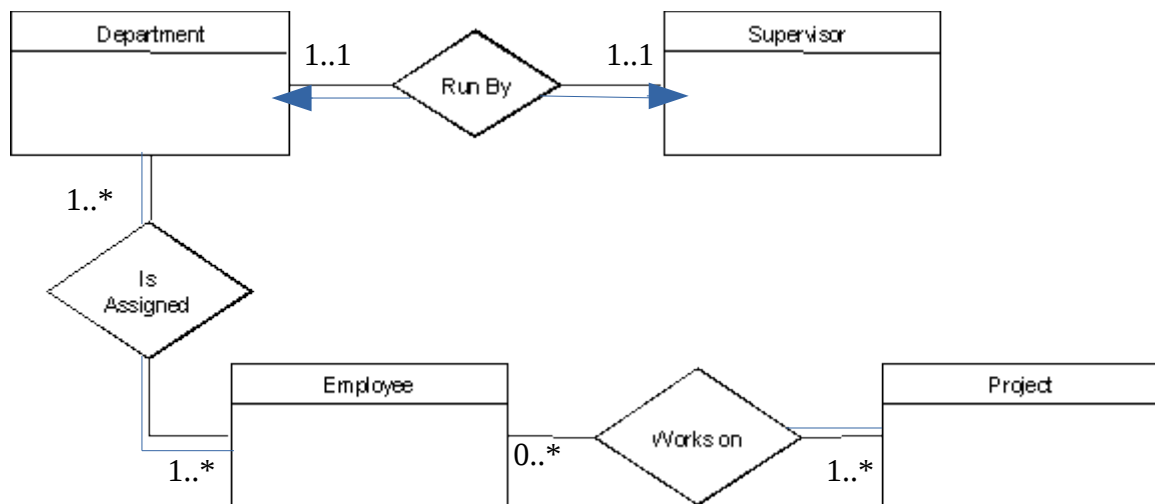 Department
Supervisor
1..1
1..1
Run By
1..*
Is
Assigned
Employee
Project
Works on
0..*
1..*
1..*